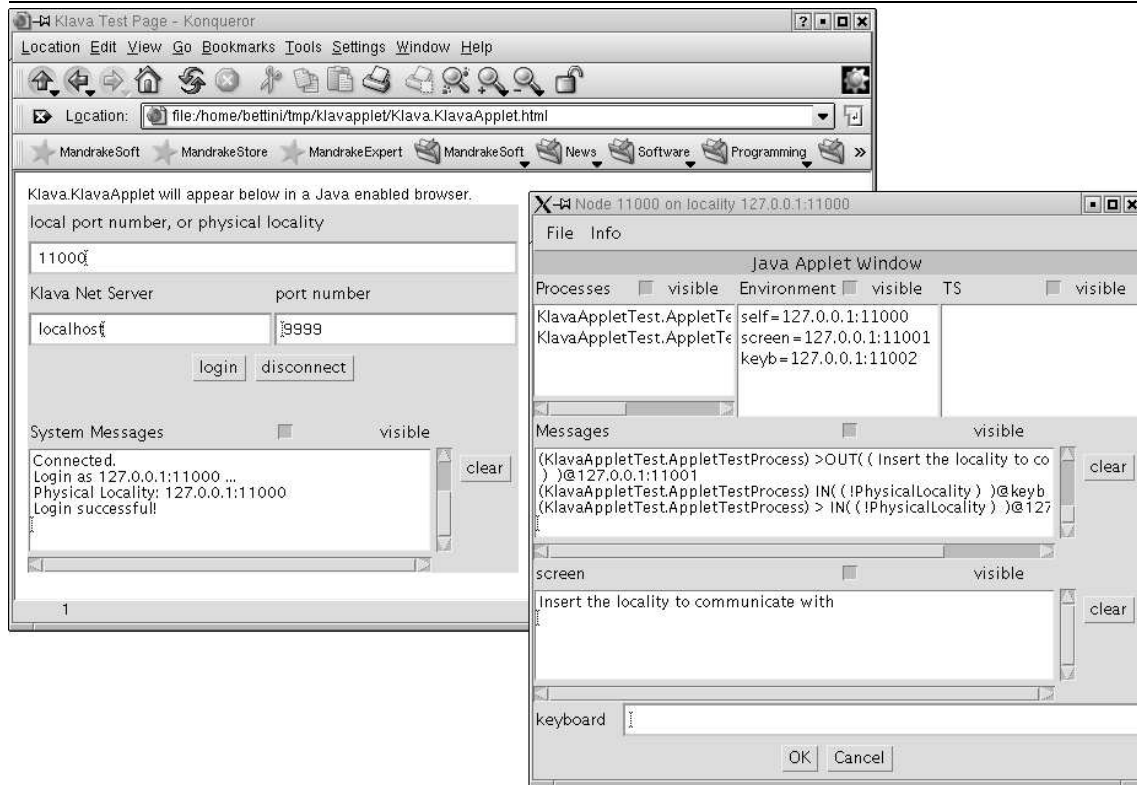 Klava Test Page - Konqueror
Location Edit View Go Bookmarks Tools Settings Window Help
Location: file:/home/bettini/tmp/klavapplet/Klava.KlavaApplet.html
MandrakeSoft MandrakeStore MandrakeExpert MandrakeSoft News Software Programming »
Klava.KlavaApplet will appear below in a Java enabled browser.
local port number, or physical locality
11000
Klava Net Server port number
localhost 9999
login disconnect
System Messages visible
Connected.
Login as 127.0.0.1:11000 ...
Physical Locality: 127.0.0.1:11000
Login successful!
clear
1
Node 11000 on locality 127.0.0.1:11000
File Info
Java Applet Window
Processes visible Environment visible TS visible
KlavaAppletTest.AppletTe self=127.0.0.1:11000
KlavaAppletTest.AppletTe screen=127.0.0.1:11001
keyb=127.0.0.1:11002
Messages visible
(KlavaAppletTest.AppletTestProcess) >OUT( ( Insert the locality to co
) )@127.0.0.1:11001
(KlavaAppletTest.AppletTestProcess) IN( ( !PhysicalLocality ) )@keyb
(KlavaAppletTest.AppletTestProcess) > IN( ( !PhysicalLocality ) )@127
clear
screen visible
Insert the locality to communicate with
clear
keyboard
OK Cancel